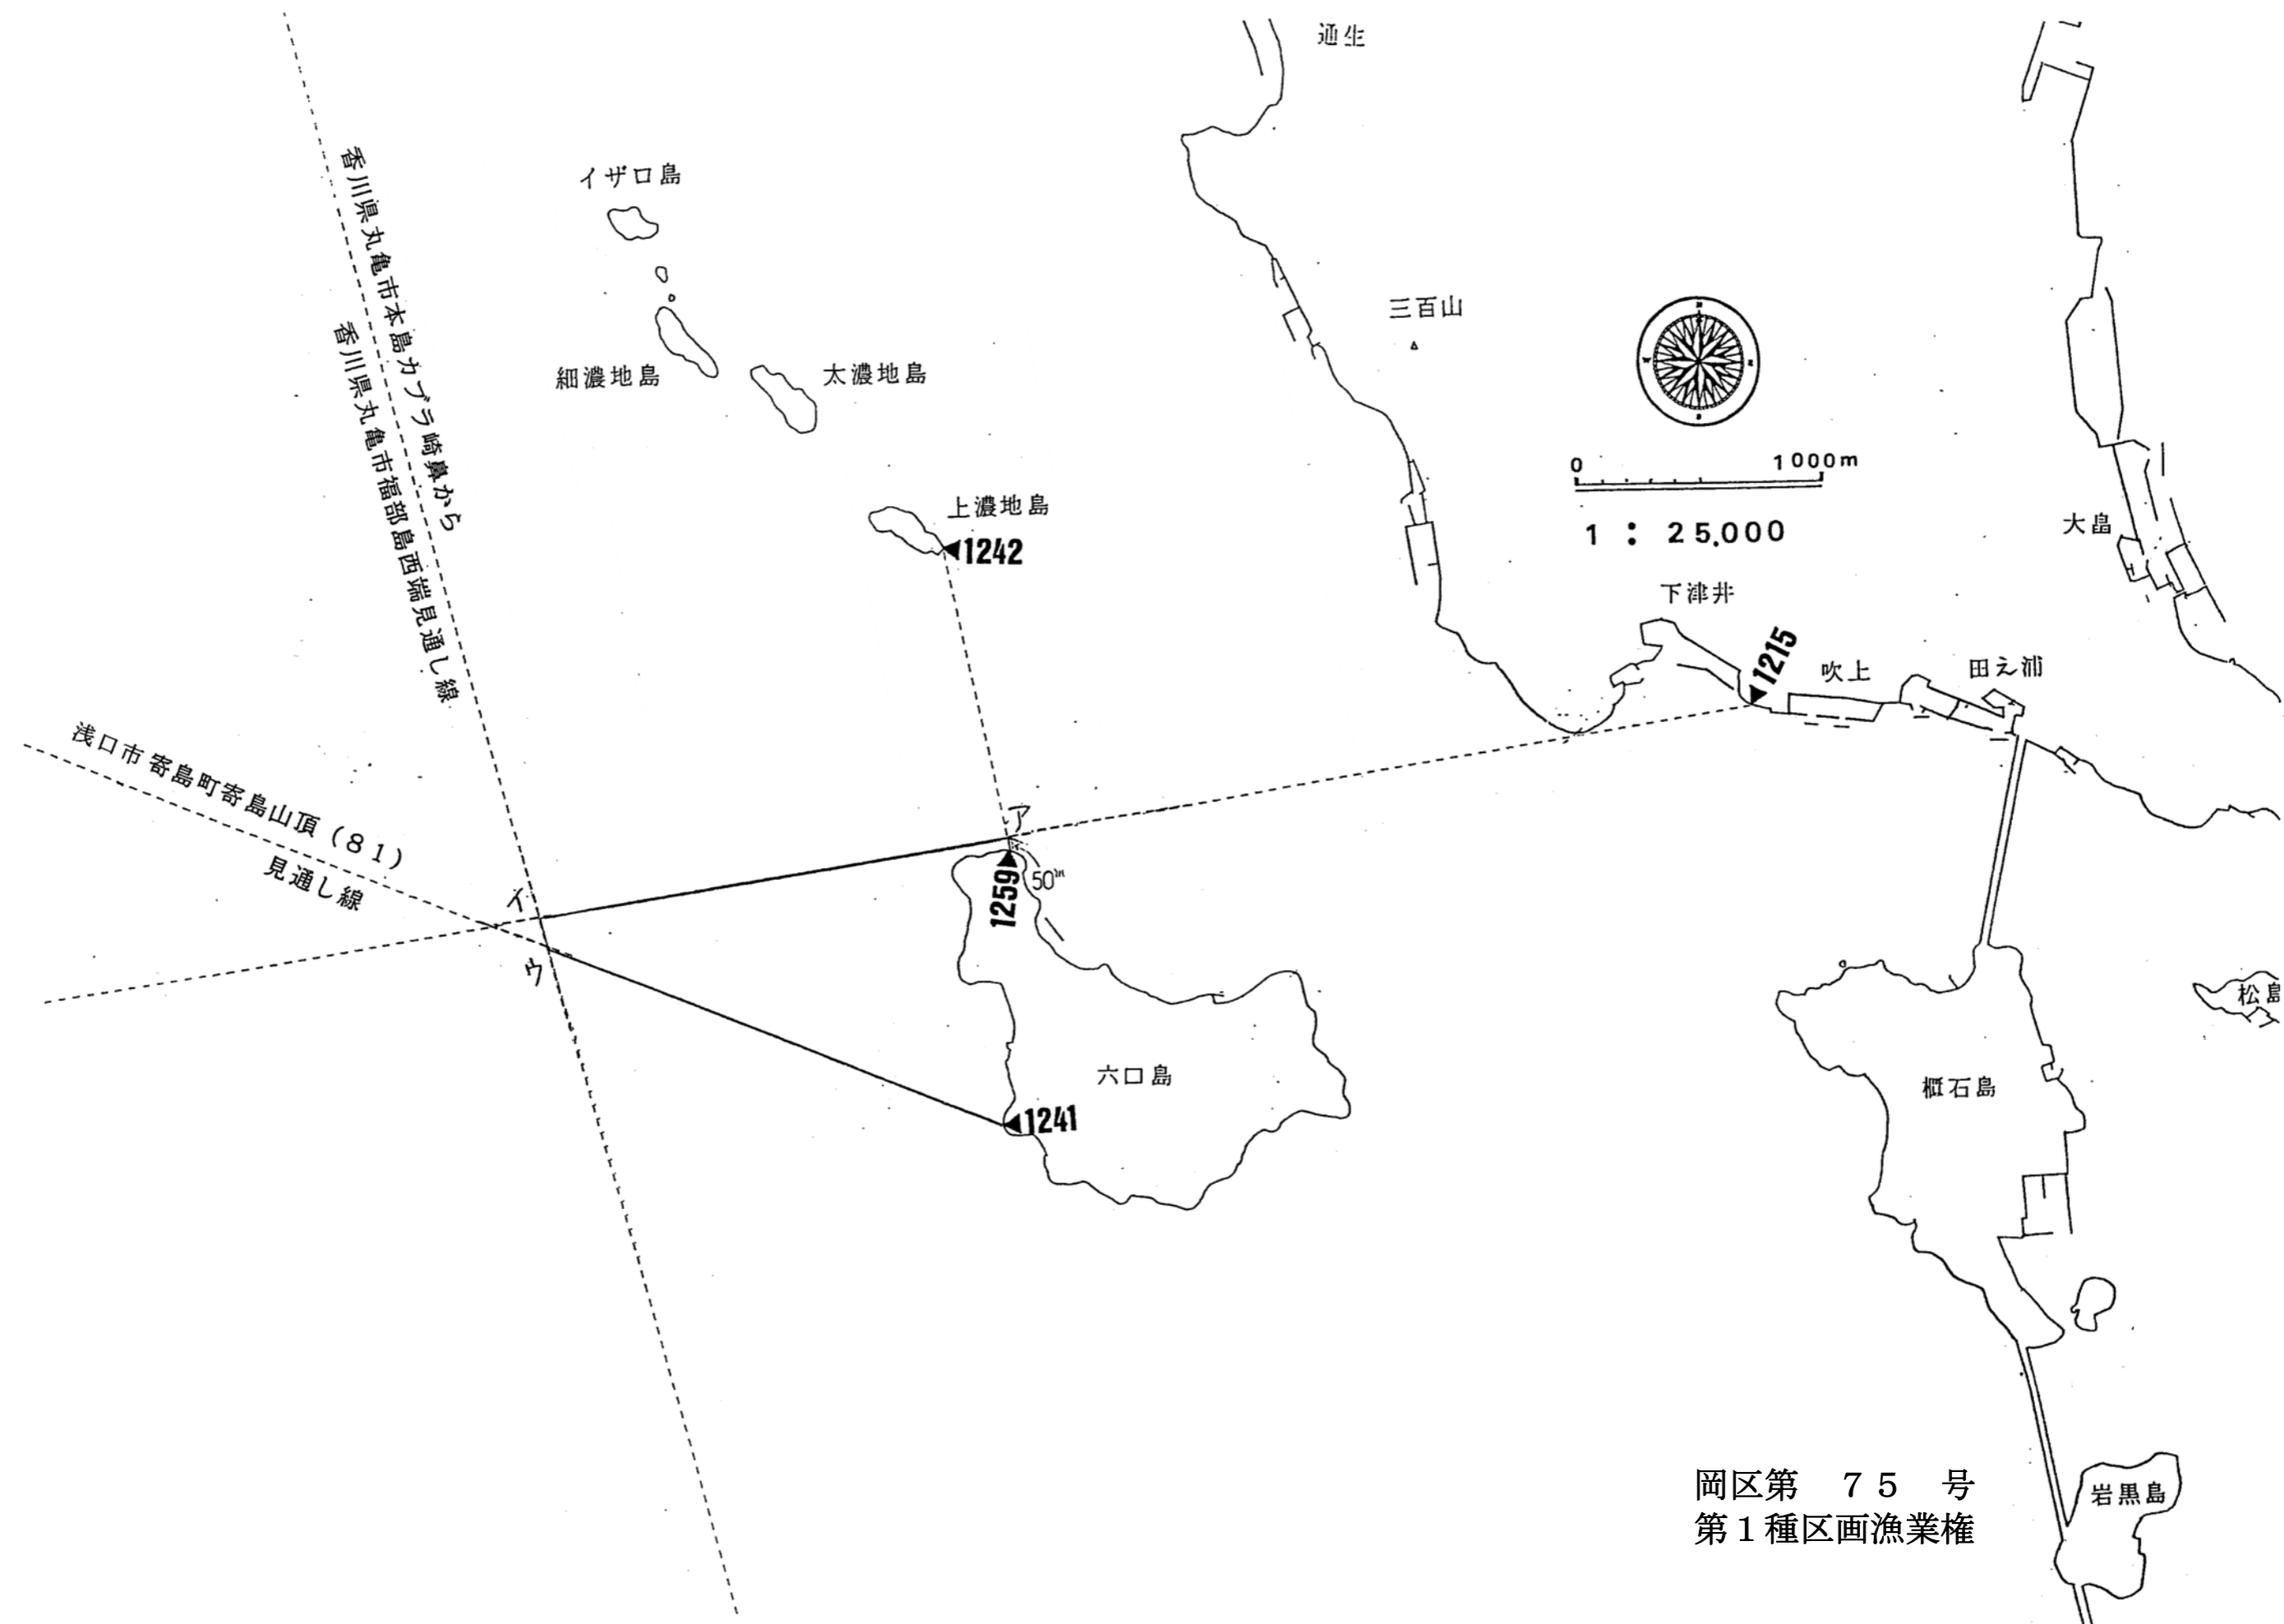 通生
イザロ島
香川県丸亀市本島カブラ崎鼻から
香川県丸亀市福部島西端見通し線
三百山
細濃地島
太濃地島
N
W
E
S
0 1000m
1 : 25.000
上濃地島
1242
大畠
下津井
1215
吹上
田え浦
浅口市寄島町寄島山頂(81)
見通し線
ア
イ
ウ
50m
1259
松島
六口島
櫃石島
1241
岡区第 75 号
第1種区画漁業権
岩黒島